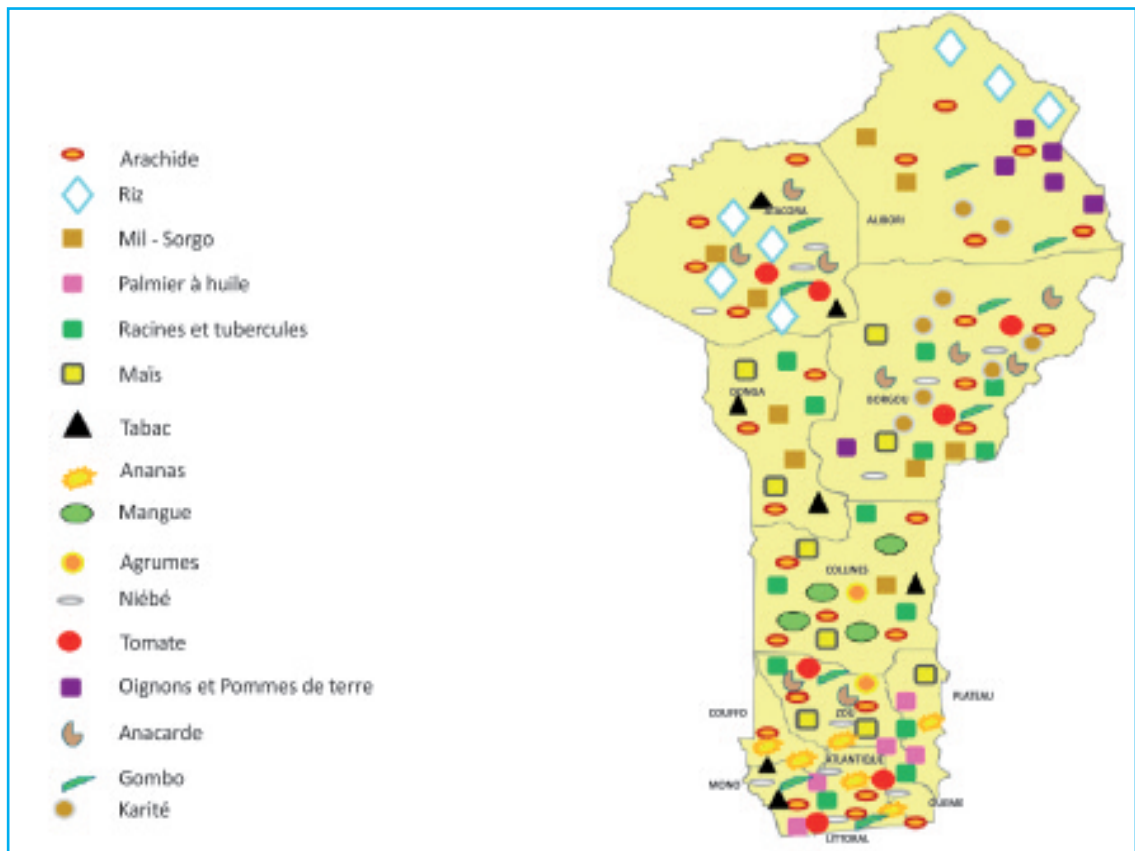 Arachide
Riz
Mil - Sorgo
Palmier à huile
Racines et tubercules
Maïs
Tabac
Ananas
Mangue
Agrumes
Niébé
Tomate
Oignons et Pommes de terre
Anacarde
Gombo
Karité
ATACORA
ALIBORI
DONGA
BORGOU
COLLINES
COUFFO
ZOU
PLATEAU
ATLANTIQUE
MONO
OUEME
LITTORAL